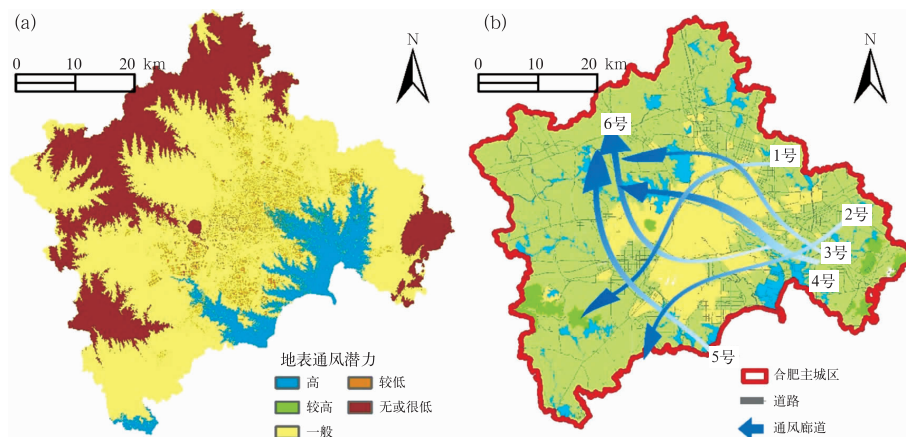 (a)
0 10 20 km
N
地表通风潜力
高
较低
较高
无或很低
一般
(b)
0 10 20 km
N
6号
1号
2号
3号
4号
5号
合肥主城区
道路
通风廊道